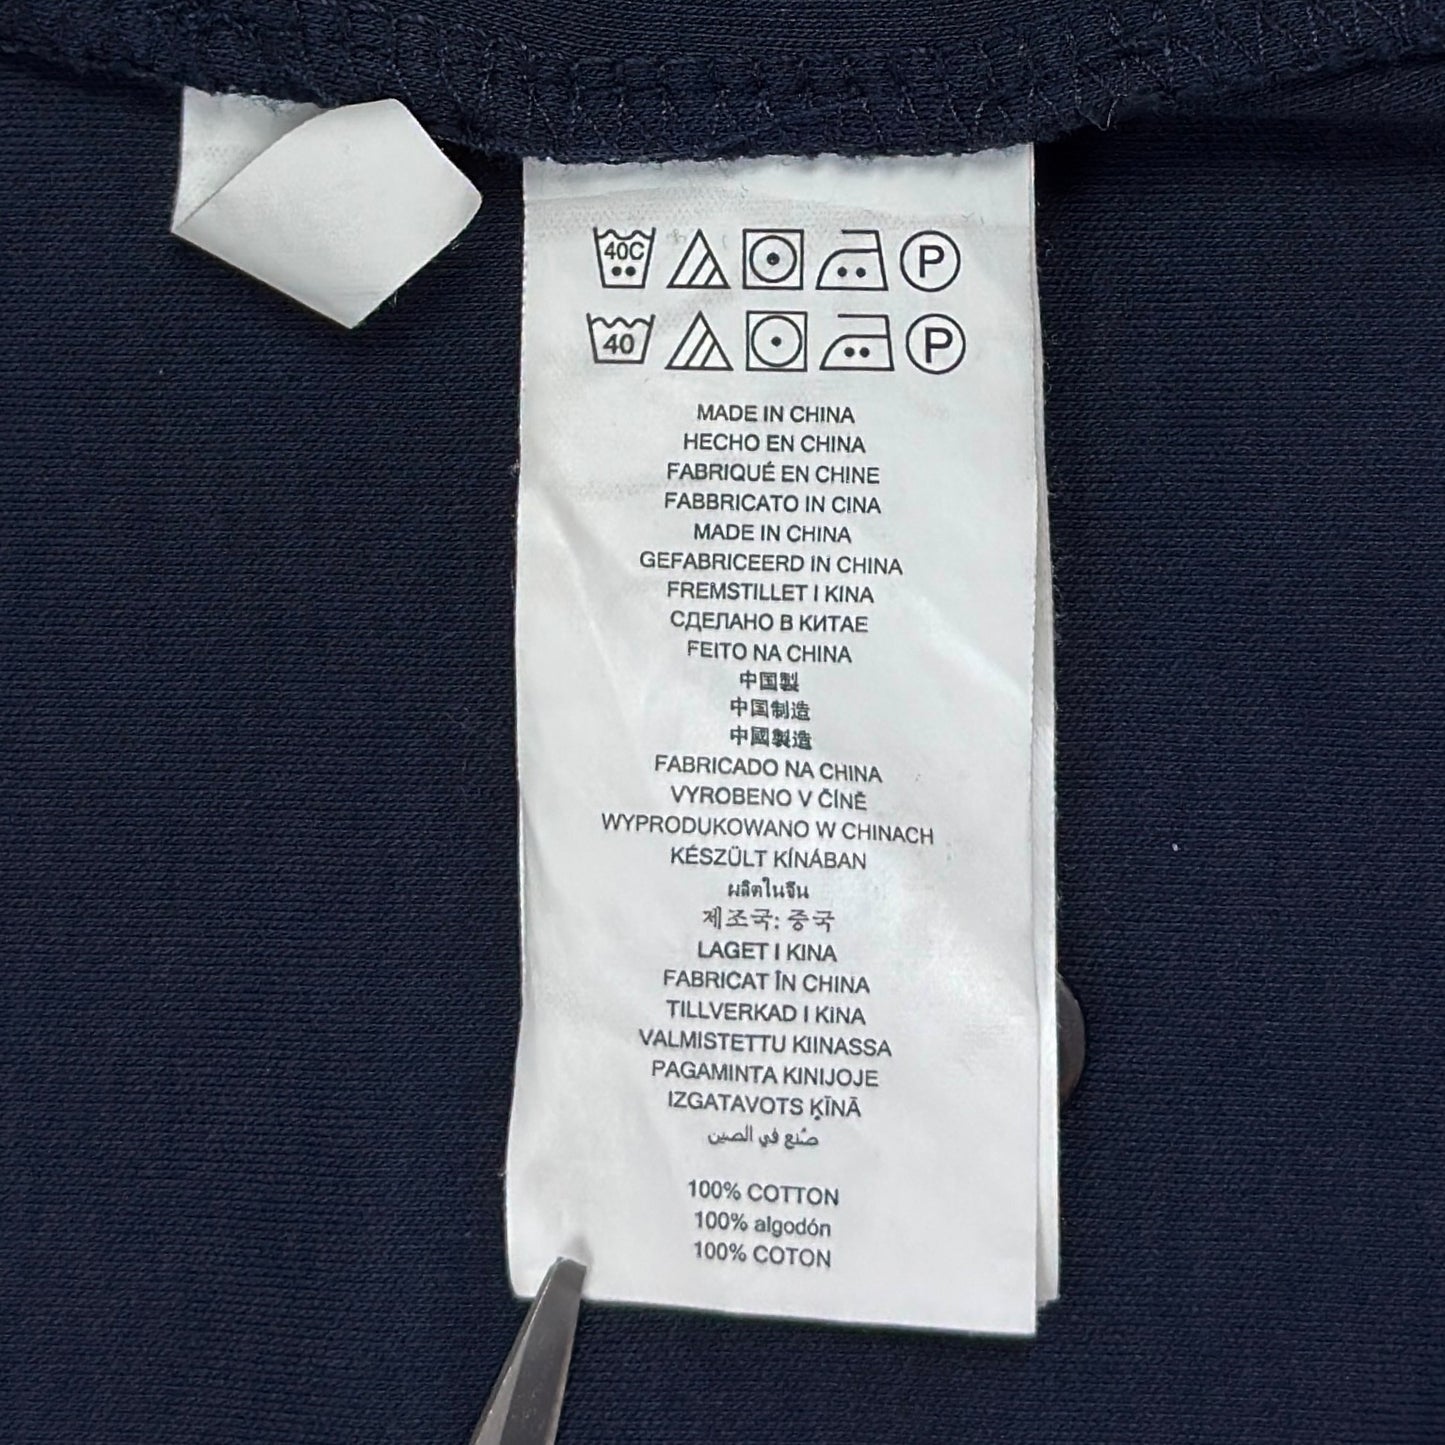 40C P
40 P
MADE IN CHINA
HECHO EN CHINA
FABRIQUÉ EN CHINE
FABBRICATO IN CINA
MADE IN CHINA
GEFABRICEERD IN CHINA
FREMSTILLET I KINA
СДЕЛАНО В КИТАЕ
FEITO NA CHINA
中国製
中国制造
中國製造
FABRICADO NA CHINA
VYROBENO V ČÍNĚ
WYPRODUKOWANO W CHINACH
KÉSZÜLT KÍNÁBAN
ผลิตในจีน
제조국: 중국
LAGET I KINA
FABRICAT ÎN CHINA
TILLVERKAD I KINA
VALMISTETTU KIINASSA
PAGAMINTA KINIJOJE
IZGATAVOTS ĶĪNĀ
صُنع في الصين
100% COTTON
100% algodón
100% COTON